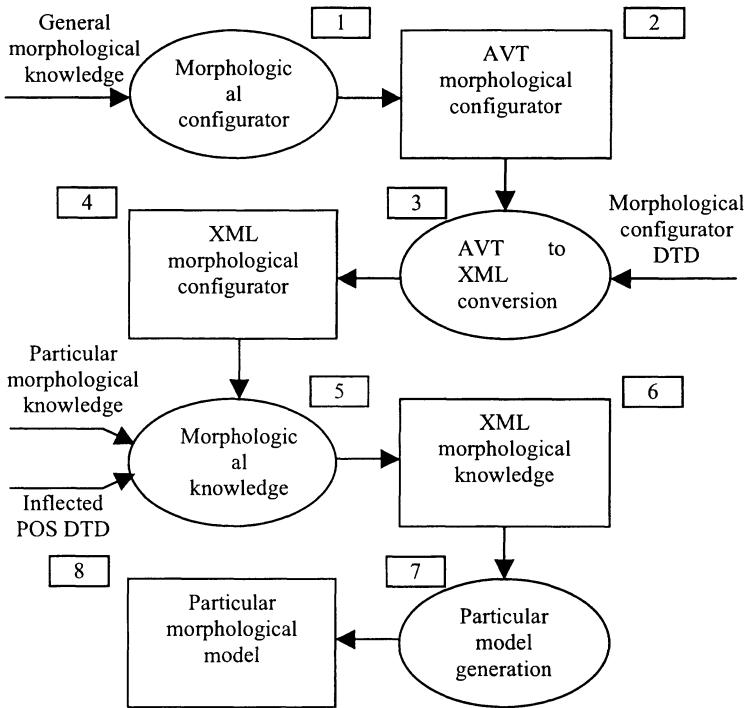 General
morphological
knowledge
1
Morphologic
al
configurator
2
AVT
morphological
configurator
4
XML
morphological
configurator
3
AVT to
XML
conversion
Morphological
configurator
DTD
Particular
morphological
knowledge
Inflected
POS DTD
5
Morphologic
al
knowledge
6
XML
morphological
knowledge
8
Particular
morphological
model
7
Particular
model
generation